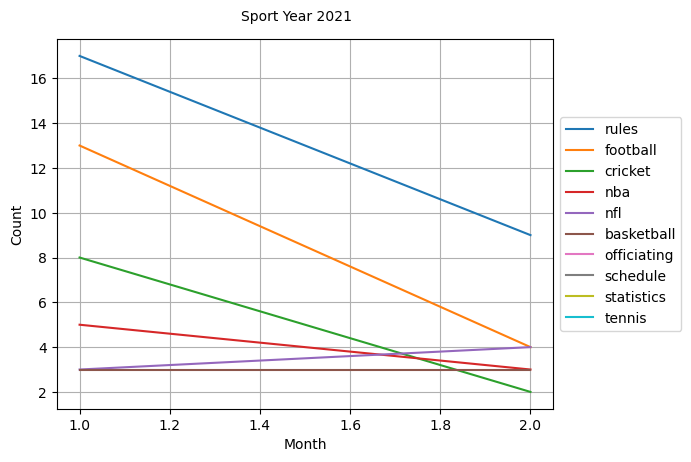 Sport Year 2021
16
14
12
10
8
6
4
2
Count
1.0 1.2 1.4 1.6 1.8 2.0
Month
rules
football
cricket
nba
nfl
basketball
officiating
schedule
statistics
tennis